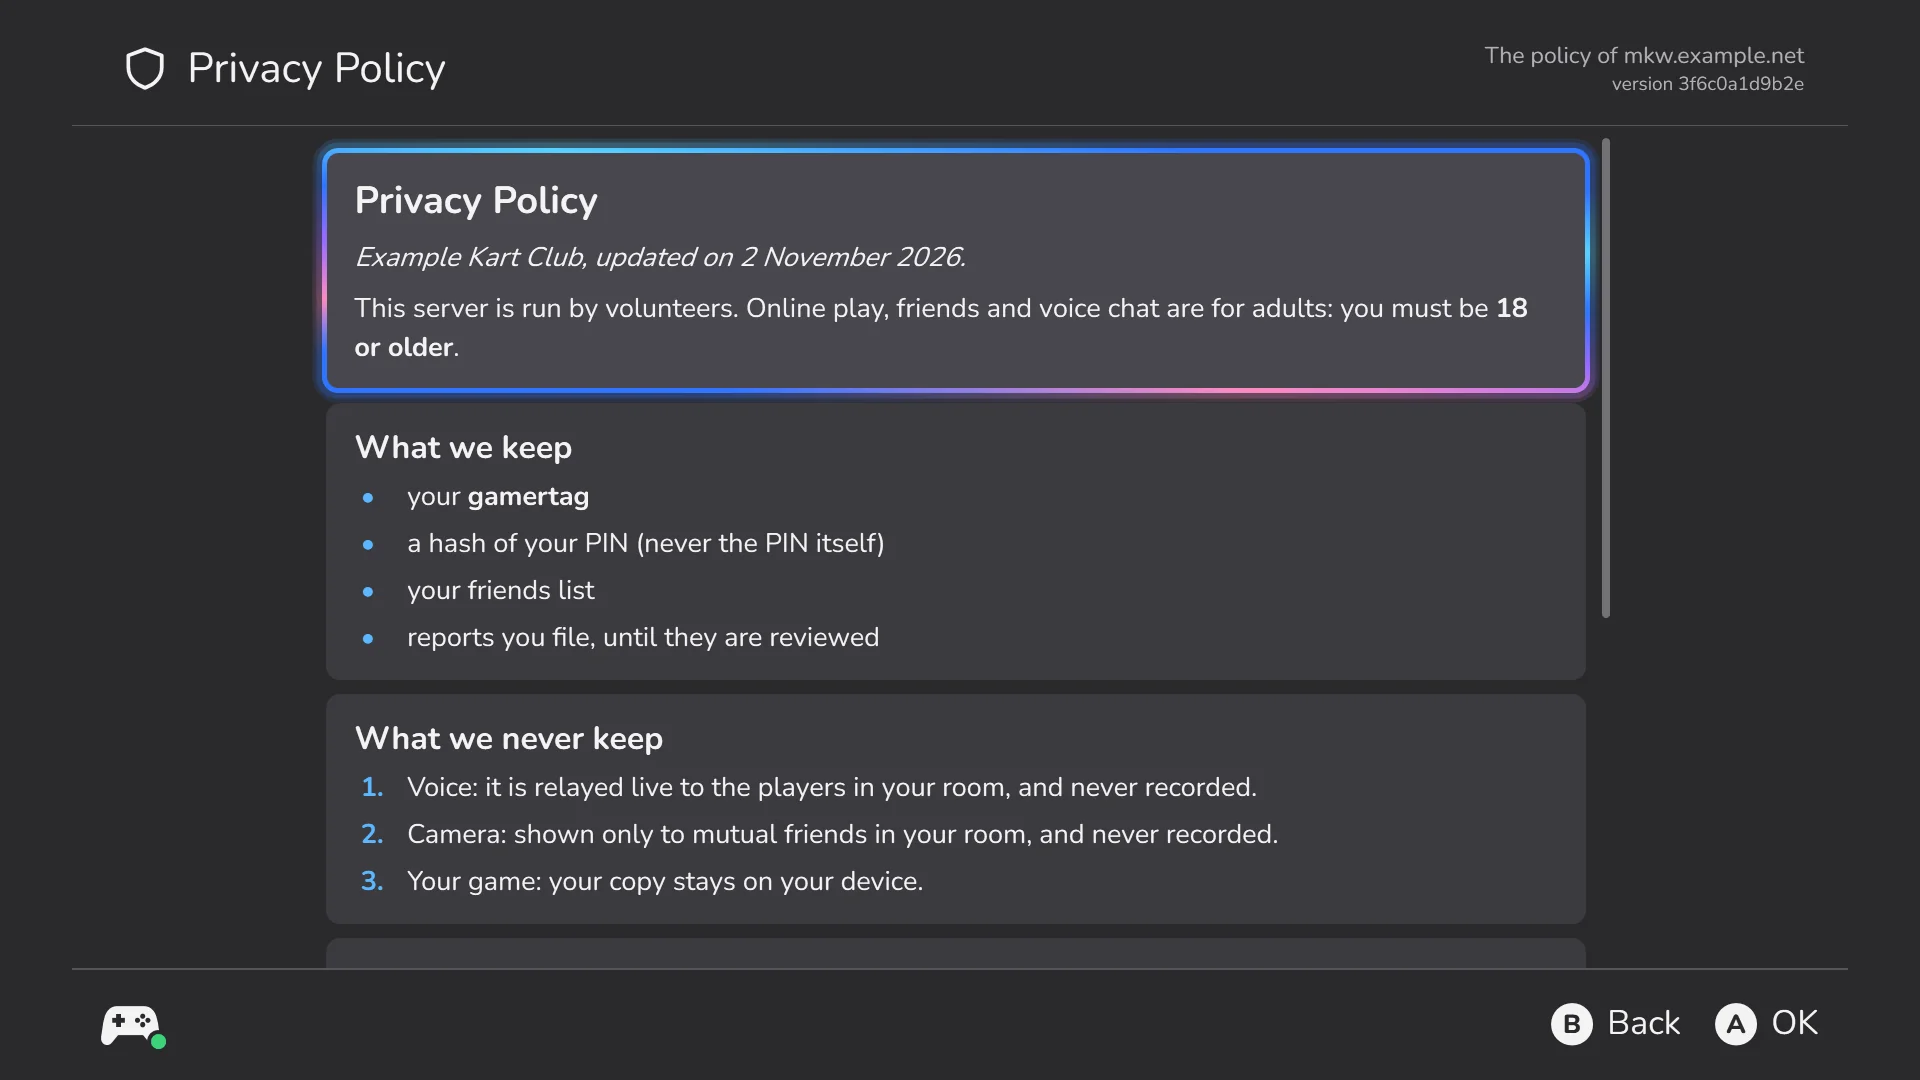 Privacy Policy
The policy of mkw.example.net
version 3f6c0a1d9b2e
Privacy Policy
Example Kart Club, updated on 2 November 2026.
This server is run by volunteers. Online play, friends and voice chat are for adults: you must be 18
or older.
What we keep
• your gamertag
• a hash of your PIN (never the PIN itself)
• your friends list
• reports you file, until they are reviewed
What we never keep
1. Voice: it is relayed live to the players in your room, and never recorded.
2. Camera: shown only to mutual friends in your room, and never recorded.
3. Your game: your copy stays on your device.
B Back A OK